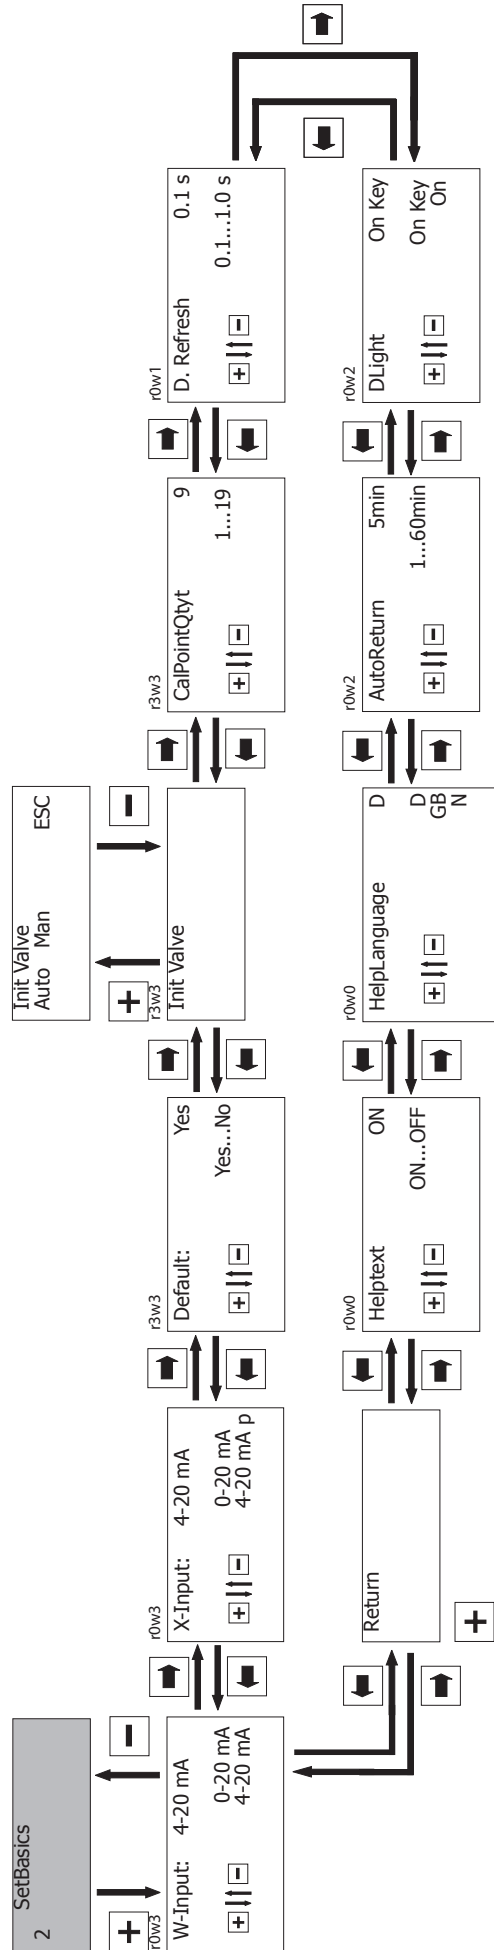 2 SetBasics
r0w3
W-Input: 4-20 mA
0-20 mA
4-20 mA
r0w3
X-Input: 4-20 mA
0-20 mA
4-20 mA p
r3w3
Default: Yes
Yes...No
Init Valve
Auto Man ESC
r3w3
Init Valve
r3w3
CalPointQtyt 9
1...19
r0w1
D. Refresh 0.1 s
0.1...1.0 s
Return
r0w0
Helptext ON
ON...OFF
r0w0
HelpLanguage D
D
GB
N
r0w2
AutoReturn 5min
1...60min
r0w2
DLight On Key
On Key
On